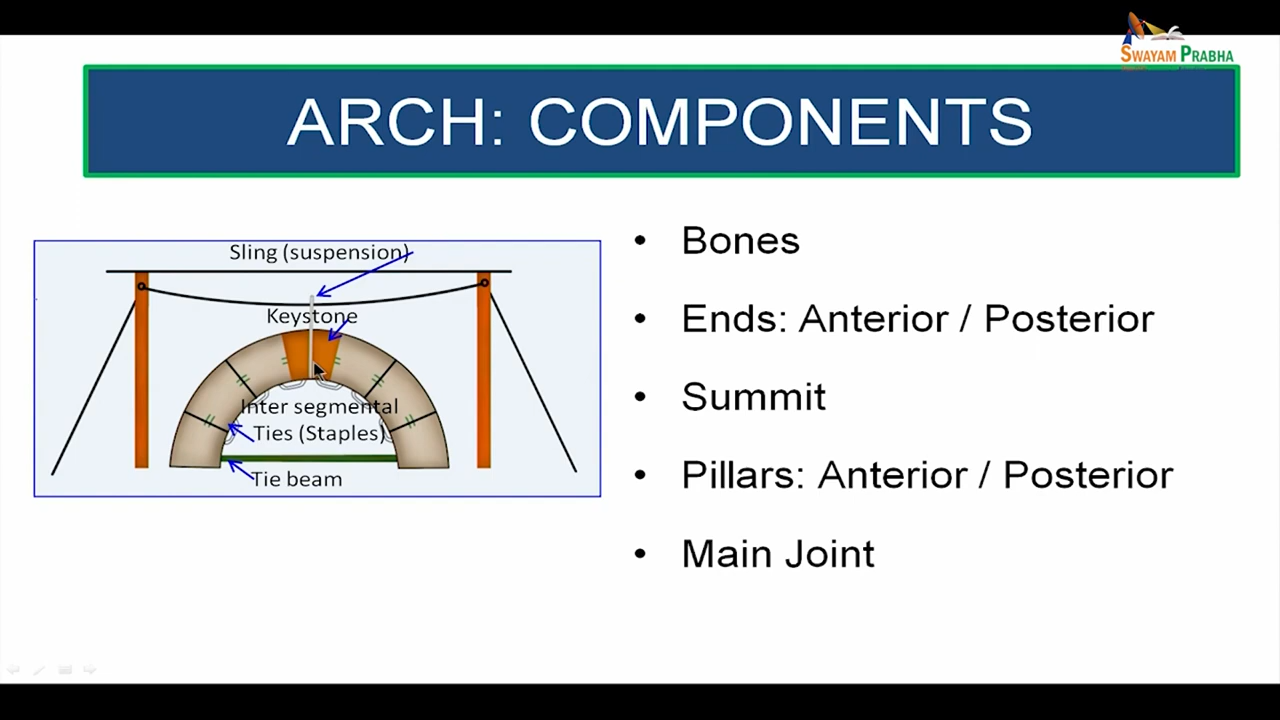 SWAYAM PRABHA
ARCH: COMPONENTS
Sling (suspension)
Keystone
Inter segmental
Ties (Staples)
Tie beam
• Bones
• Ends: Anterior / Posterior
• Summit
• Pillars: Anterior / Posterior
• Main Joint